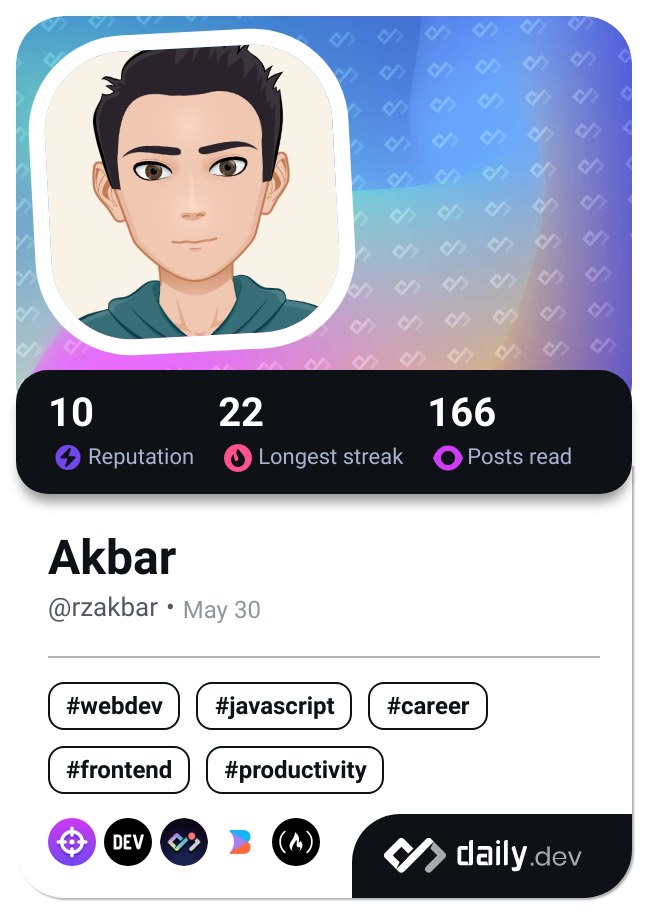 10 22 166
Reputation Longest streak Posts read
Akbar
@rzakbar • May 30
#webdev #javascript #career
#frontend #productivity
DEV
daily.dev